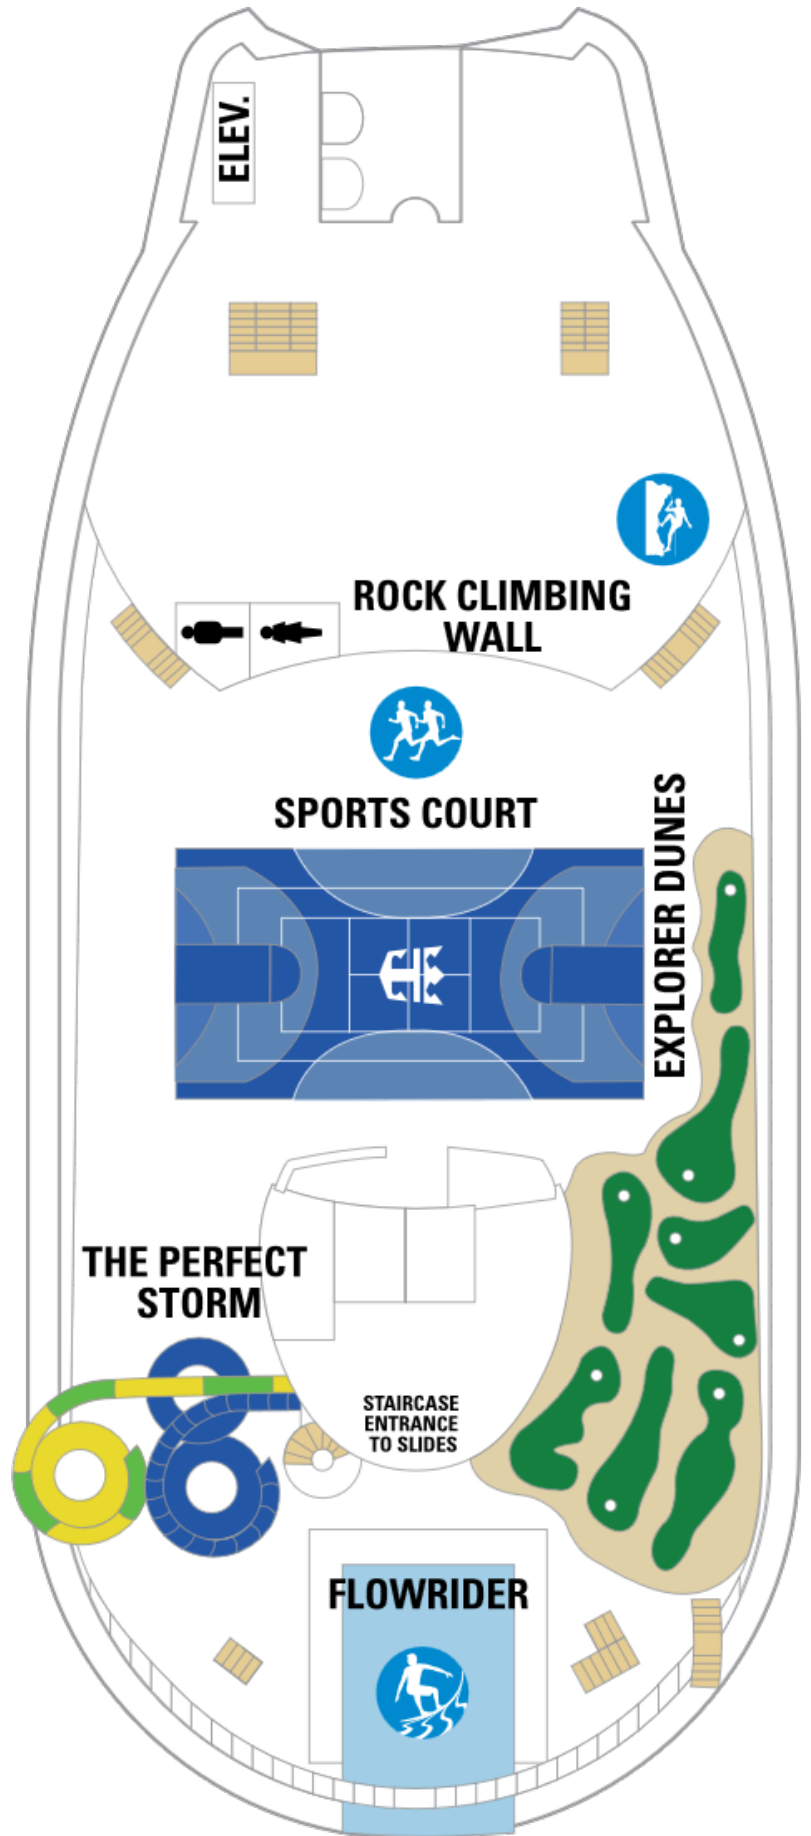 ELEV.
ROCK CLIMBING
WALL
SPORTS COURT
EXPLORER DUNES
THE PERFECT
STORM
STAIRCASE
ENTRANCE
TO SLIDES
FLOWRIDER